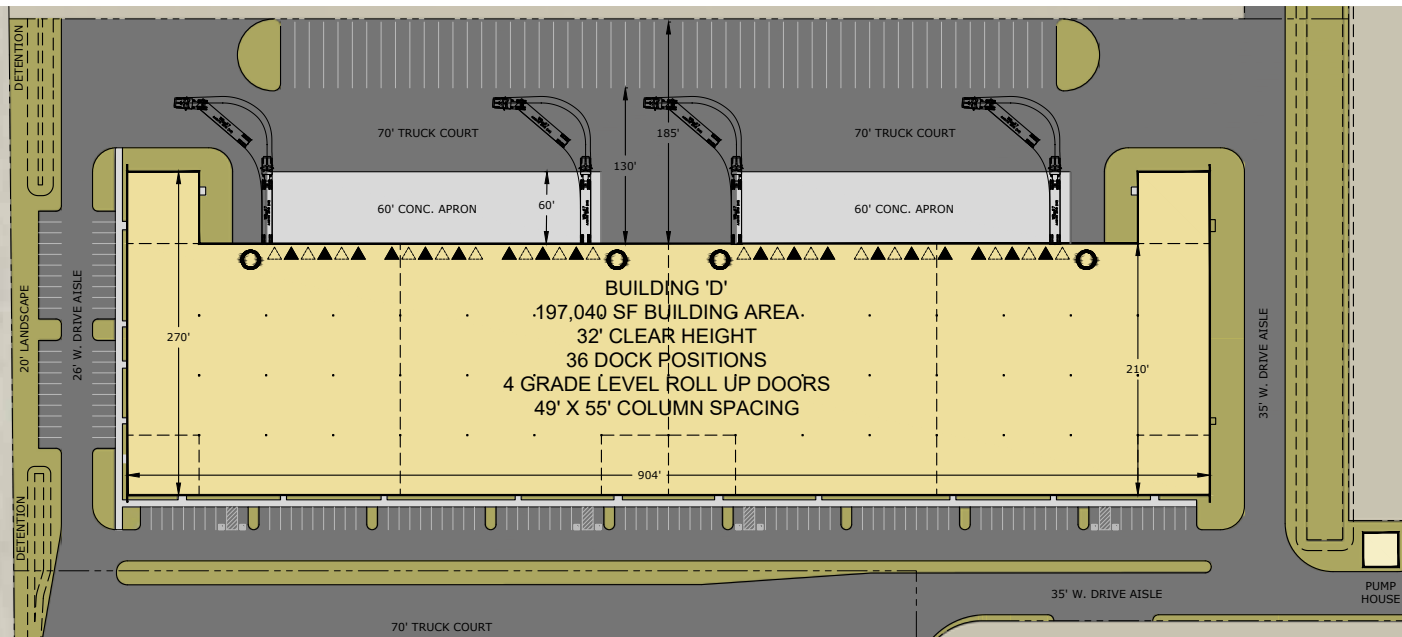 DETENTION
70' TRUCK COURT
185'
70' TRUCK COURT
130'
60' CONC. APRON
60'
60' CONC. APRON
BUILDING 'D'
197,040 SF BUILDING AREA
32' CLEAR HEIGHT
36 DOCK POSITIONS
4 GRADE LEVEL ROLL UP DOORS
49' X 55' COLUMN SPACING
20' LANDSCAPE
26' W. DRIVE AISLE
270'
210'
35' W. DRIVE AISLE
904'
DETENTION
35' W. DRIVE AISLE
PUMP
HOUSE
70' TRUCK COURT